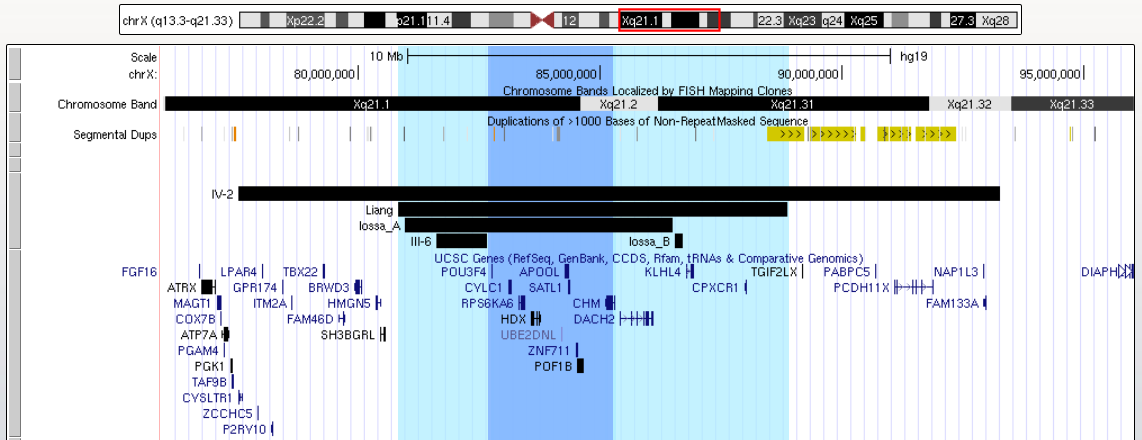 chrX (q13.3-q21.33) Xp22.2 p21.1 11.4 12 Xq21.1 22.3 Xq23 q24 Xq25 27.3 Xq28
Scale 10 Mb hg19
chrX: 80,000,000 85,000,000 90,000,000 95,000,000
Chromosome Bands Localized by FISH Mapping Clones
Chromosome Band Xq21.1 Xq21.2 Xq21.31 Xq21.32 Xq21.33
Duplications of >1000 Bases of Non-RepeatMasked Sequence
Segmental Dups
IV-2
Liang
Iossa_A
III-6 Iossa_B
UCSC Genes (RefSeq, GenBank, CCDS, Rfam, tRNAs & Comparative Genomics)
FGF16 LPAR4 TBX22 POU3F4 APOOL KLHL4 TGIF2LX PABPC5 NAP1L3 DIAPH
ATRX GPR174 BRWD3 CYLC1 SATL1 CPXCR1 PCDH11X
MAGT1 ITM2A HMGN5 RPS6KA6 CHM FAM133A
COX7B FAM46D HDX DACH2
ATP7A SH3BGRL UBE2DNL
PGAM4 ZNF711
PGK1 POF1B
TAF9B
CYSLTR1
ZCCHC5
P2RY10